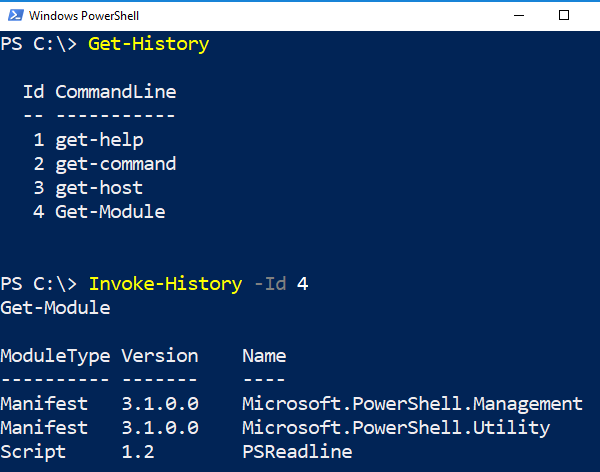 Windows PowerShell
PS C:\> Get-History
Id CommandLine
-- -----------
1 get-help
2 get-command
3 get-host
4 Get-Module
PS C:\> Invoke-History -Id 4
Get-Module
ModuleType Version Name
---------- ------- ----
Manifest 3.1.0.0 Microsoft.PowerShell.Management
Manifest 3.1.0.0 Microsoft.PowerShell.Utility
Script 1.2 PSReadline